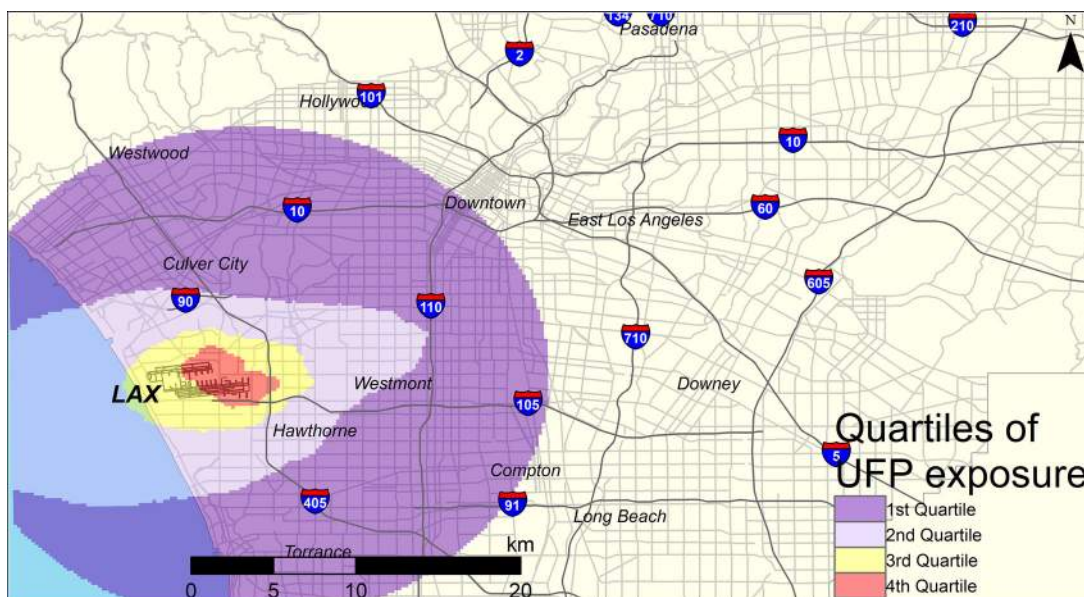 134
710
Pasadena
210
N
2
101
Hollywo
10
Westwood
10
Downtown
60
East Los Angeles
Culver City
605
90
110
710
LAX
Westmont
Downey
105
Hawthorne
Quartiles of
UFP exposure
5
Compton
405
91
Long Beach
1st Quartile
2nd Quartile
Torrance
km
3rd Quartile
0 5 10 20
4th Quartile